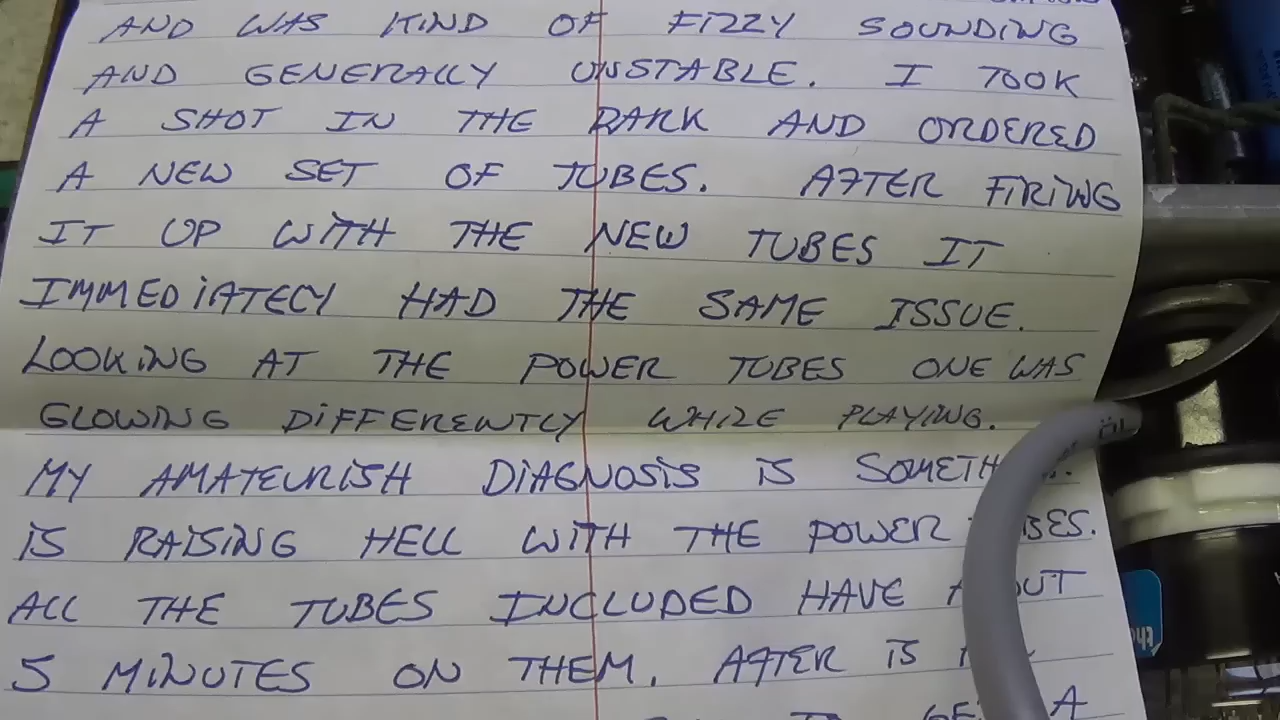 AND WAS KIND OF FIZZY SOUNDING
AND GENERALLY UNSTABLE. I TOOK
A SHOT IN THE DARK AND ORDERED
A NEW SET OF TUBES. AFTER FIRING
IT UP WITH THE NEW TUBES IT
IMMEDIATELY HAD THE SAME ISSUE.
LOOKING AT THE POWER TUBES ONE WAS
GLOWING DIFFERENTLY WHILE PLAYING.
MY AMATEURISH DIAGNOSIS IS
IS RAISING HELL WITH THE POWER
ALL THE TUBES INCLUDED HAVE
5 MINUTES ON THEM. AFTER IS
A